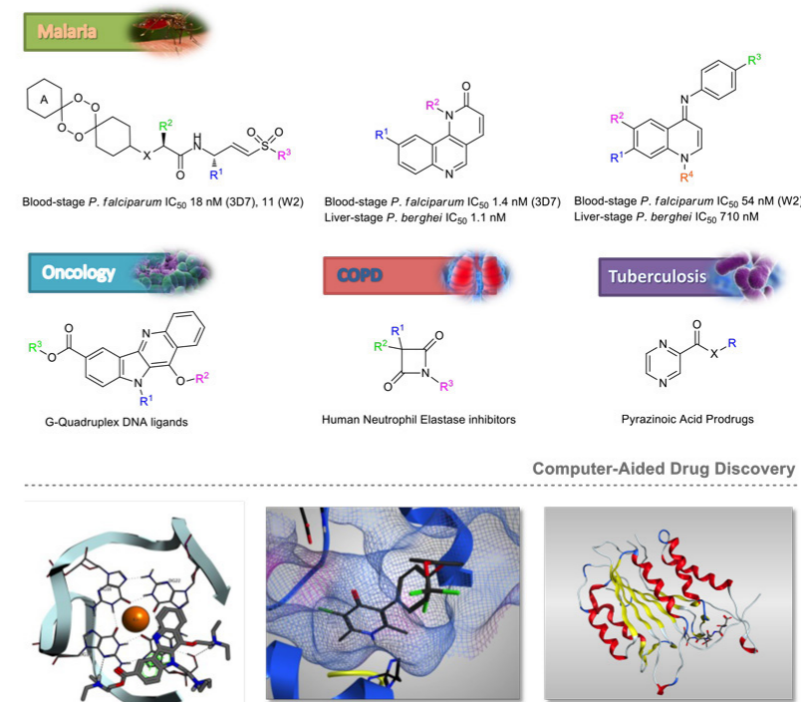 Malaria
Blood-stage P. falciparum IC50 18 nM (3D7), 11 (W2)
Blood-stage P. falciparum IC50 1.4 nM (3D7)
Liver-stage P. berghei IC50 1.1 nM
Blood-stage P. falciparum IC50 54 nM (W2)
Liver-stage P. berghei IC50 710 nM
Oncology
COPD
Tuberculosis
G-Quadruplex DNA ligands
Human Neutrophil Elastase inhibitors
Pyrazinoic Acid Prodrugs
Computer-Aided Drug Discovery